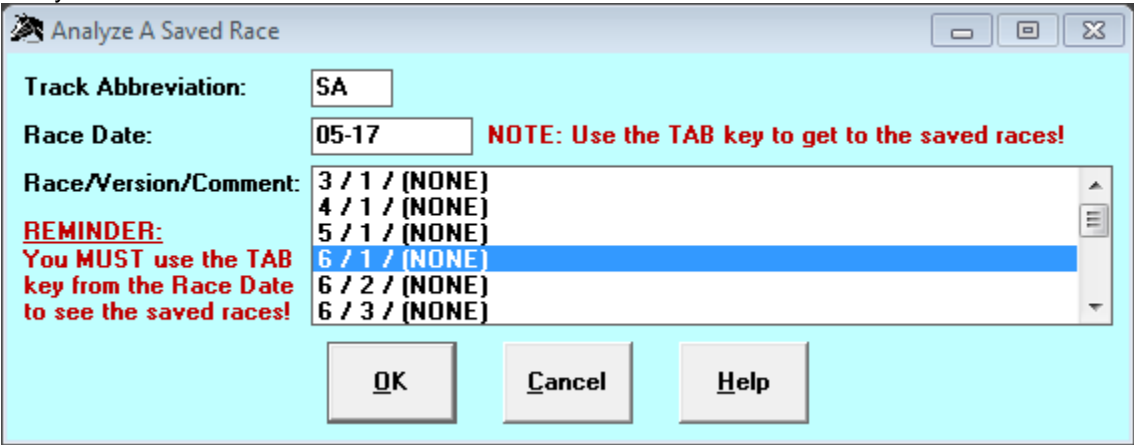 Analyze A Saved Race
Track Abbreviation: SA
Race Date: 05-17 NOTE: Use the TAB key to get to the saved races!
Race/Version/Comment: 3 / 1 / (NONE)
4 / 1 / (NONE)
REMINDER: 5 / 1 / (NONE)
You MUST use the TAB 6 / 1 / (NONE)
key from the Race Date 6 / 2 / (NONE)
to see the saved races! 6 / 3 / (NONE)
OK Cancel Help